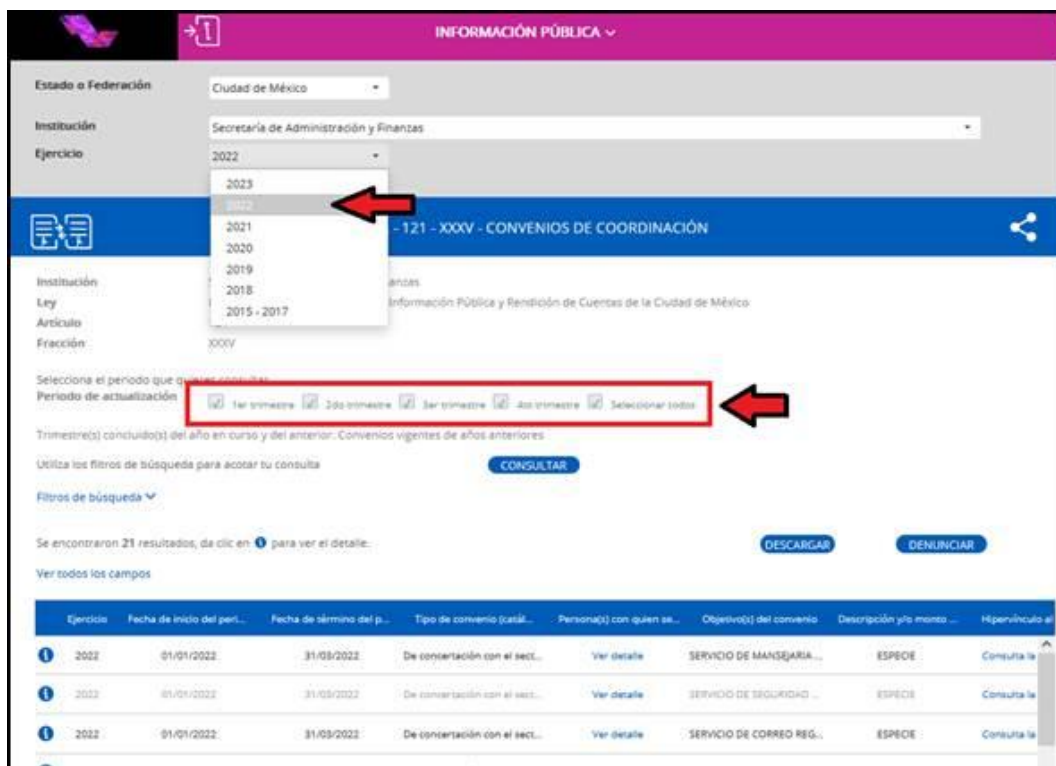 INFORMACIÓN PÚBLICA
Estado o Federación
Ciudad de México
Institución
Secretaría de Administración y Finanzas
Ejercicio
2022
2023
2022
2021
2020
2019
2018
2015 - 2017
- 121 - XXXV - CONVENIOS DE COORDINACIÓN
Institución
anzas
Ley
Información Pública y Rendición de Cuentas de la Ciudad de México
Artículo
Fracción
XXXV
Selecciona el periodo que quieres consultar
Periodo de actualización
1er trimestre 2do trimestre 3er trimestre 4to trimestre Seleccionar todos
Trimestre(s) concluido(s) del año en curso y del anterior. Convenios vigentes de años anteriores
Utiliza los filtros de búsqueda para acotar tu consulta
CONSULTAR
Filtros de búsqueda
Se encontraron 21 resultados, da clic en para ver el detalle.
DESCARGAR DENUNCIAR
Ver todos los campos
Ejercicio Fecha de inicio del peri... Fecha de término del p... Tipo de convenio (catál... Persona(s) con quien se... Objetivo(s) del convenio Descripción y/o monto ... Hipervínculo al
2022 01/01/2022 31/03/2022 De concertación con el sect... Ver detalle SERVICIO DE MANSEJARIA ... ESPECIE Consulta la
2022 01/01/2022 31/03/2022 De concertación con el sect... Ver detalle SERVICIO DE SEGURIDAD ... ESPECIE Consulta la
2022 01/01/2022 31/03/2022 De concertación con el sect... Ver detalle SERVICIO DE CORREO REG... ESPECIE Consulta la